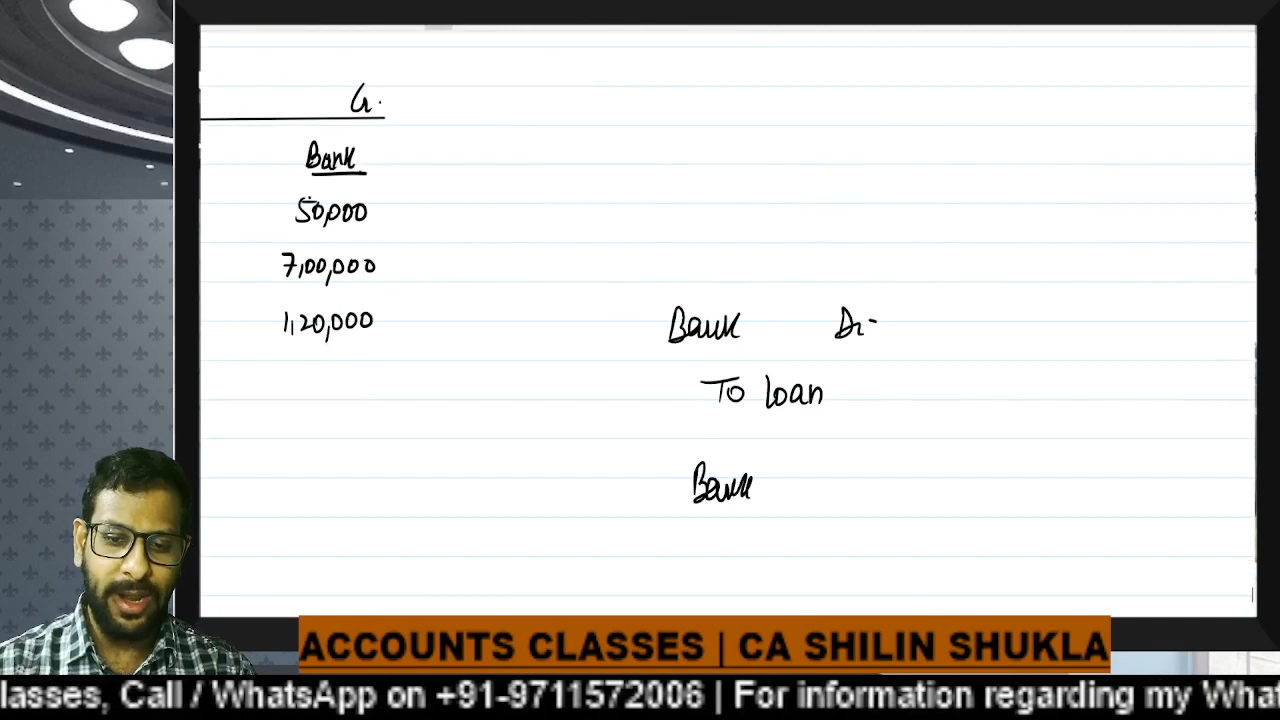 Cr.
Bank
50,000
7,00,000
1,20,000
Bank Dr-
To loan
Bank
ACCOUNTS CLASSES | CA SHILIN SHUKLA
lasses, Call / WhatsApp on +91-9711572006 | For information regarding my What